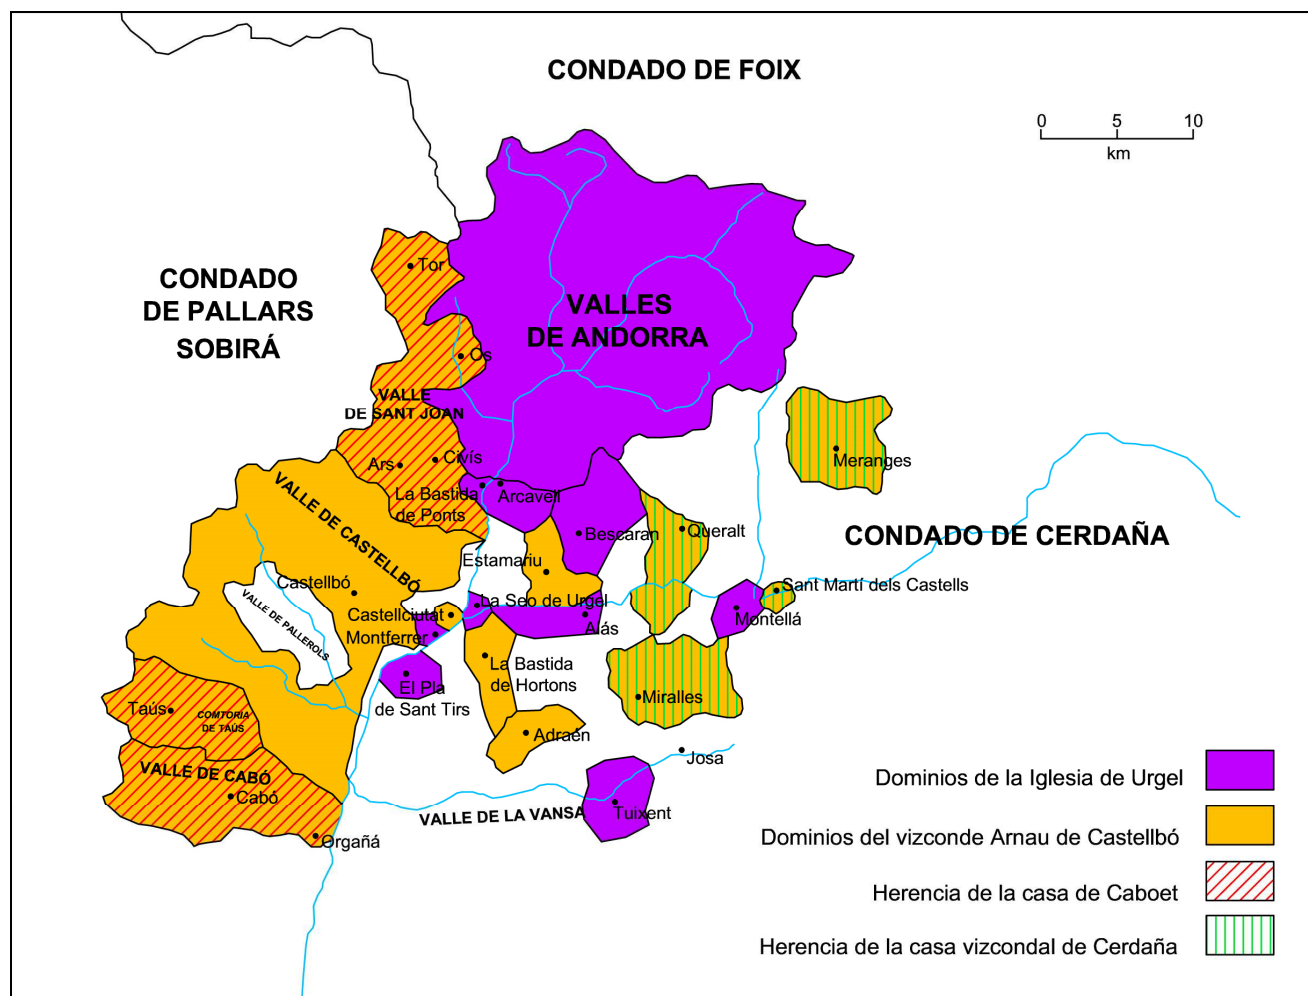 CONDADO DE FOIX
0 5 10
km
CONDADO
DE PALLARS
SOBIRÁ
Tor
VALLES
DE ANDORRA
Os
VALLE
DE SANT JOAN
Ars
Civís
Meranges
VALLE DE CASTELLBÓ
La Bastida
de Ponts
Arcavell
Bescaran
Queralt
CONDADO DE CERDAÑA
Estamariu
Castellbó
VALLE DE PALLEROLS
Sant Martí dels Castells
Castellciutat
La Seo de Urgel
Montferrer
Alás
Montellá
La Bastida
de Hortons
El Pla
de Sant Tirs
Miralles
Taús
COMTORIA
DE TAÚS
Adraén
Josa
VALLE DE CABÓ
Cabó
VALLE DE LA VANSA
Tuixent
Orgañá
Dominios de la Iglesia de Urgel
Dominios del vizconde Arnau de Castellbó
Herencia de la casa de Caboet
Herencia de la casa vizcondal de Cerdaña